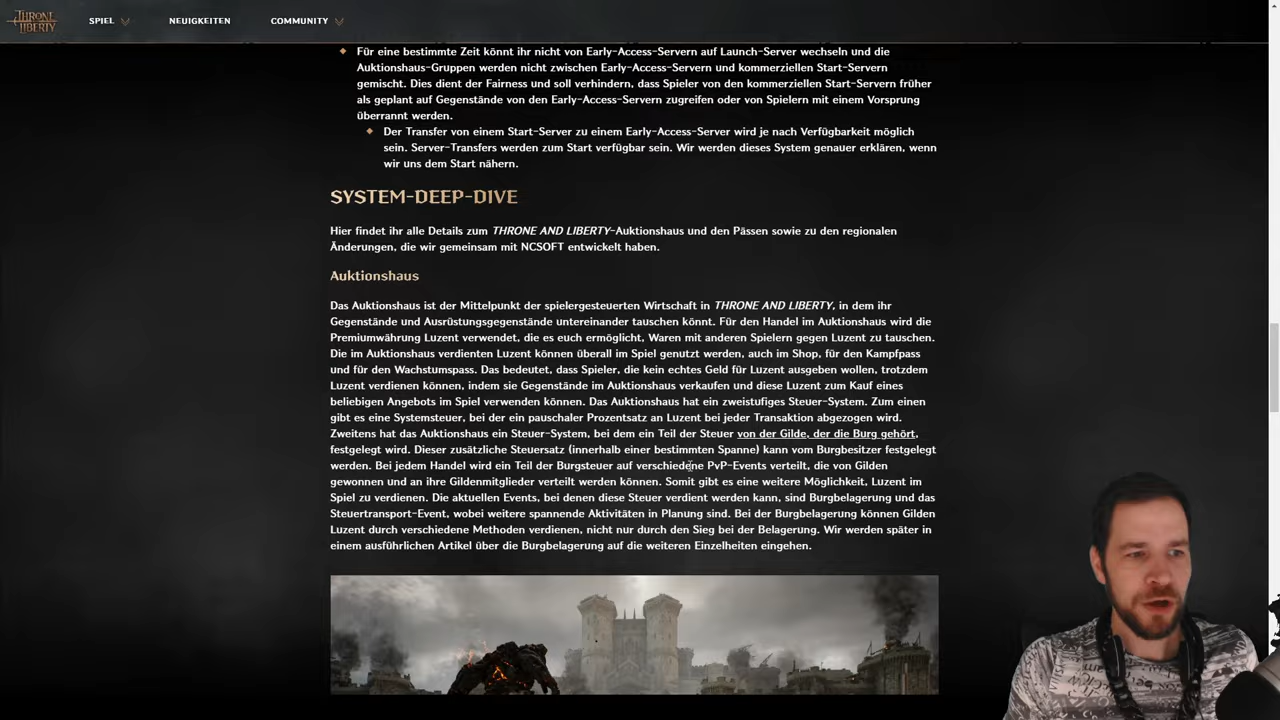 THRONE
LIBERTY
SPIEL
NEUIGKEITEN
COMMUNITY
Für eine bestimmte Zeit könnt ihr nicht von Early-Access-Servern auf Launch-Server wechseln und die
Auktionshaus-Gruppen werden nicht zwischen Early-Access-Servern und kommerziellen Start-Servern
gemischt. Dies dient der Fairness und soll verhindern, dass Spieler von den kommerziellen Start-Servern früher
als geplant auf Gegenstände von den Early-Access-Servern zugreifen oder von Spielern mit einem Vorsprung
überrannt werden.
Der Transfer von einem Start-Server zu einem Early-Access-Server wird je nach Verfügbarkeit möglich
sein. Server-Transfers werden zum Start verfügbar sein. Wir werden dieses System genauer erklären, wenn
wir uns dem Start nähern.
SYSTEM-DEEP-DIVE
Hier findet ihr alle Details zum THRONE AND LIBERTY-Auktionshaus und den Pässen sowie zu den regionalen
Änderungen, die wir gemeinsam mit NCSOFT entwickelt haben.
Auktionshaus
Das Auktionshaus ist der Mittelpunkt der spielergesteuerten Wirtschaft in THRONE AND LIBERTY, in dem ihr
Gegenstände und Ausrüstungsgegenstände untereinander tauschen könnt. Für den Handel im Auktionshaus wird die
Premiumwährung Luzent verwendet, die es euch ermöglicht, Waren mit anderen Spielern gegen Luzent zu tauschen.
Die im Auktionshaus verdienten Luzent können überall im Spiel genutzt werden, auch im Shop, für den Kampfpass
und für den Wachstumspass. Das bedeutet, dass Spieler, die kein echtes Geld für Luzent ausgeben wollen, trotzdem
Luzent verdienen können, indem sie Gegenstände im Auktionshaus verkaufen und diese Luzent zum Kauf eines
beliebigen Angebots im Spiel verwenden können. Das Auktionshaus hat ein zweistufiges Steuer-System. Zum einen
gibt es eine Systemsteuer, bei der ein pauschaler Prozentsatz an Luzent bei jeder Transaktion abgezogen wird.
Zweitens hat das Auktionshaus ein Steuer-System, bei dem ein Teil der Steuer von der Gilde, der die Burg gehört,
festgelegt wird. Dieser zusätzliche Steuersatz (innerhalb einer bestimmten Spanne) kann vom Burgbesitzer festgelegt
werden. Bei jedem Handel wird ein Teil der Burgsteuer auf verschiedene PvP-Events verteilt, die von Gilden
gewonnen und an ihre Gildenmitglieder verteilt werden können. Somit gibt es eine weitere Möglichkeit, Luzent im
Spiel zu verdienen. Die aktuellen Events, bei denen diese Steuer verdient werden kann, sind Burgbelagerung und das
Steuertransport-Event, wobei weitere spannende Aktivitäten in Planung sind. Bei der Burgbelagerung können Gilden
Luzent durch verschiedene Methoden verdienen, nicht nur durch den Sieg bei der Belagerung. Wir werden später in
einem ausführlichen Artikel über die Burgbelagerung auf die weiteren Einzelheiten eingehen.